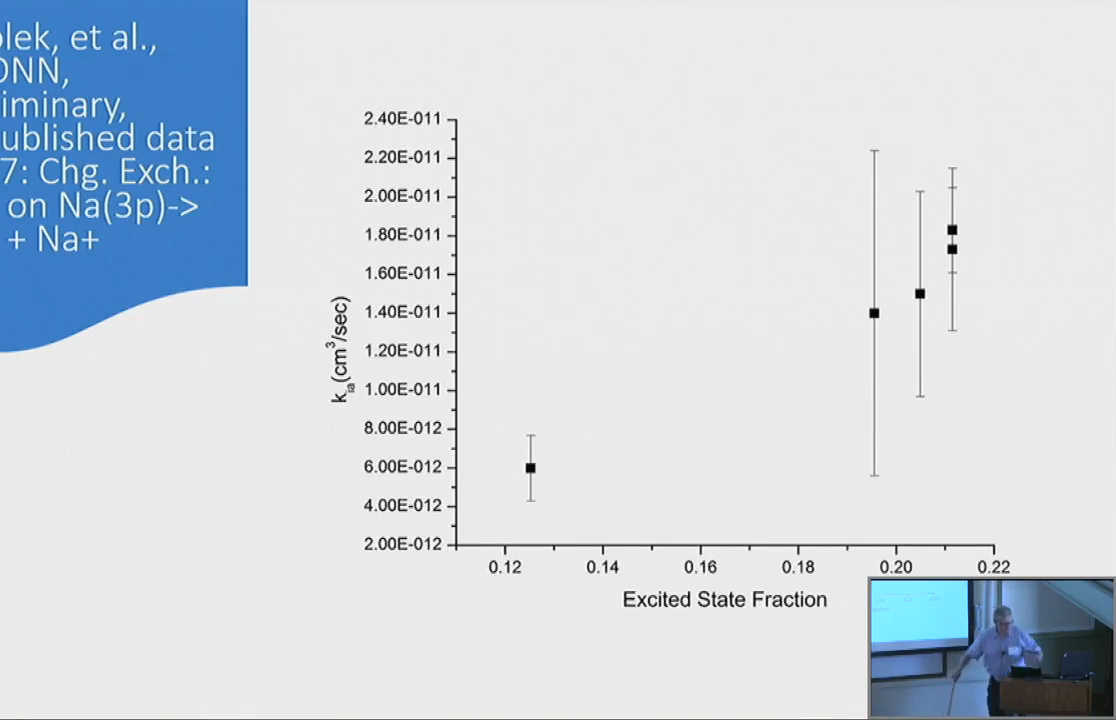 olek, et al.,
ONN,
iminary,
ublished data
7: Chg. Exch.:
on Na(3p)->
+ Na+
2.40E-011
2.20E-011
2.00E-011
1.80E-011
1.60E-011
1.40E-011
1.20E-011
1.00E-011
8.00E-012
6.00E-012
4.00E-012
2.00E-012
kia(cm3/sec)
0.12 0.14 0.16 0.18 0.20 0.22
Excited State Fraction